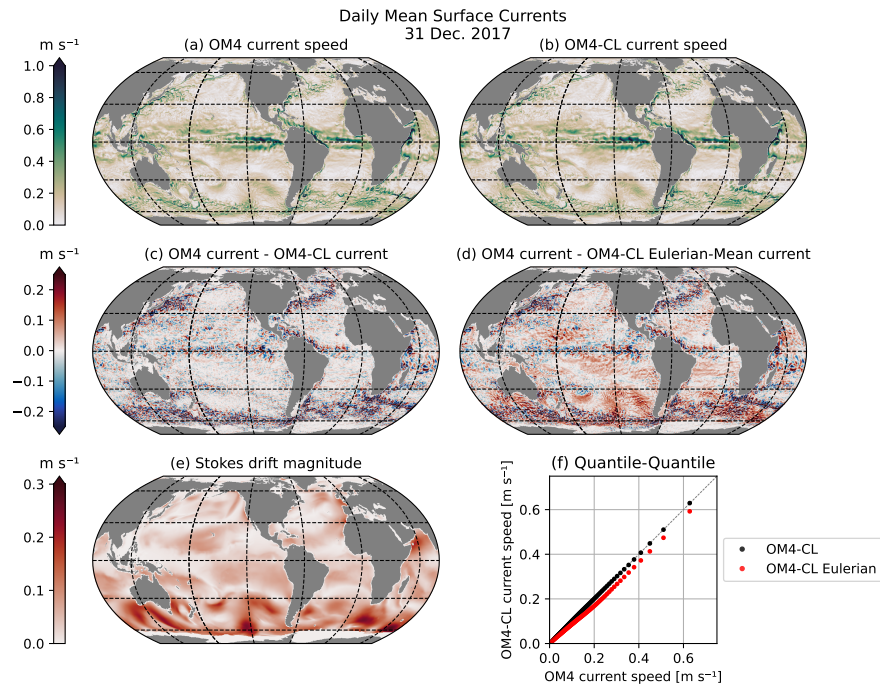 Daily Mean Surface Currents
31 Dec. 2017
m s⁻¹
(a) OM4 current speed
(b) OM4-CL current speed
1.0
0.8
0.6
0.4
0.2
0.0
m s⁻¹
(c) OM4 current - OM4-CL current
(d) OM4 current - OM4-CL Eulerian-Mean current
0.2
0.1
0.0
−0.1
−0.2
m s⁻¹
(e) Stokes drift magnitude
0.3
0.2
0.1
0.0
(f) Quantile-Quantile
OM4-CL current speed [m s⁻¹]
0.6
0.4
0.2
0.0
0.0 0.2 0.4 0.6
OM4 current speed [m s⁻¹]
OM4-CL
OM4-CL Eulerian